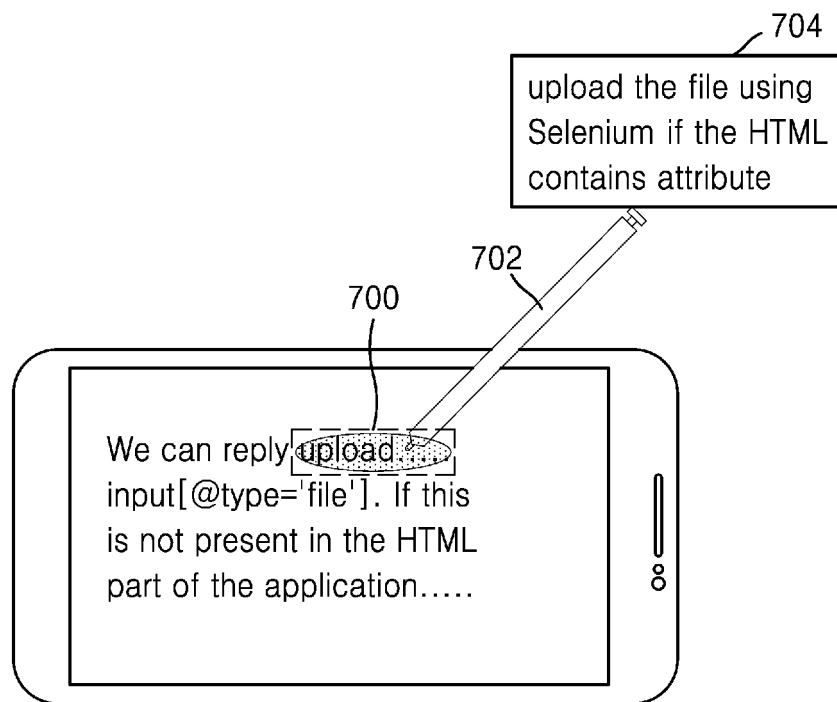 704
upload the file using
Selenium if the HTML
contains attribute
702
700
We can reply upload.....
input[@type='file']. If this
is not present in the HTML
part of the application.....